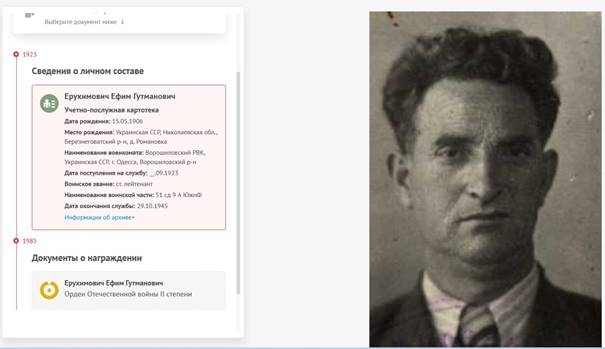 Выберите документ ниже ↓
1923
Сведения о личном составе
Ерухимович Ефим Гутманович
Учетно-послужная картотека
Дата рождения: 15.05.1906
Место рождения: Украинская ССР, Николаевская обл.,
Березнеговатский р-н, д. Романовка
Наименование военкомата: Ворошиловский РВК,
Украинская ССР, г. Одесса, Ворошиловский р-н
Дата поступления на службу: __.09.1923
Воинское звание: ст. лейтенант
Наименование воинской части: 51 сд 9 А ЮжнФ
Дата окончания службы: 29.10.1945
Информация об архиве+
1985
Документы о награждении
Ерухимович Ефим Гутманович
Орден Отечественной войны II степени